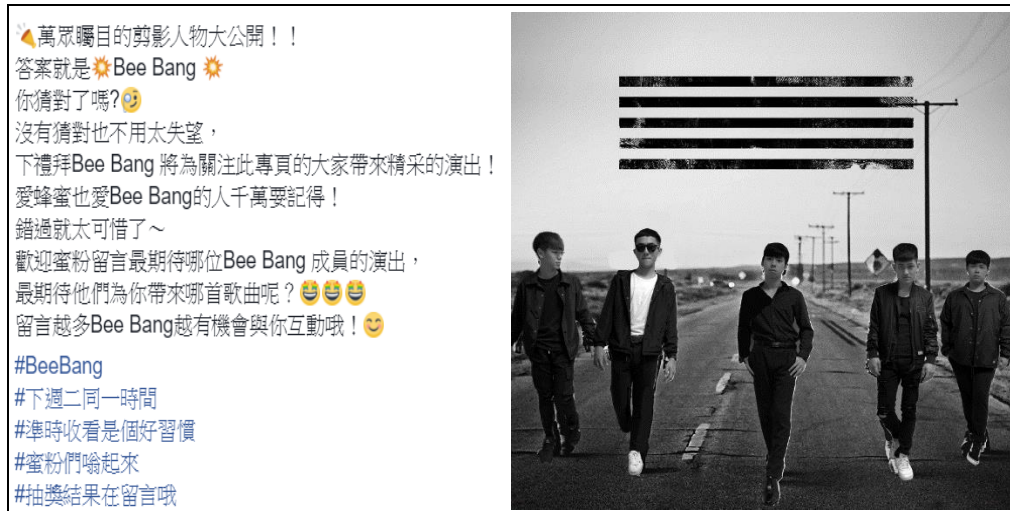 萬眾矚目的剪影人物大公開！！
答案就是💥Bee Bang 💥
你猜對了嗎?🧐
沒有猜對也不用太失望，
下禮拜Bee Bang 將為關注此專頁的大家帶來精采的演出！
愛蜂蜜也愛Bee Bang的人千萬要記得！
錯過就太可惜了～
歡迎蜜粉留言最期待哪位Bee Bang 成員的演出，
最期待他們為你帶來哪首歌曲呢？🤩🤩🤩
留言越多Bee Bang越有機會與你互動哦！😊
#BeeBang
#下週二同一時間
#準時收看是個好習慣
#蜜粉們嗡起來
#抽獎結果在留言哦